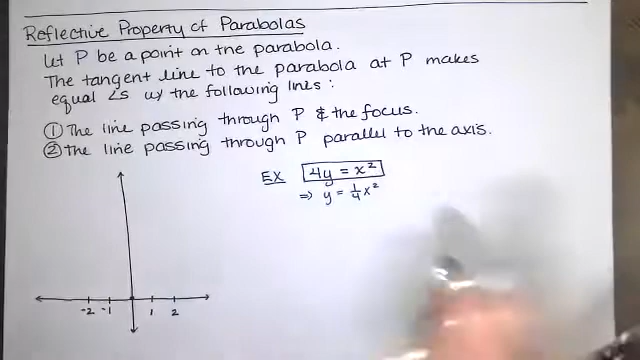 Reflective Property of Parabolas
Let P be a point on the parabola.
The tangent line to the parabola at P makes
equal ∠s w/ the following lines:
① The line passing through P & the focus.
② The line passing through P parallel to the axis.
EX 4y = x²
⇒ y = ¼x²
-2 -1 1 2